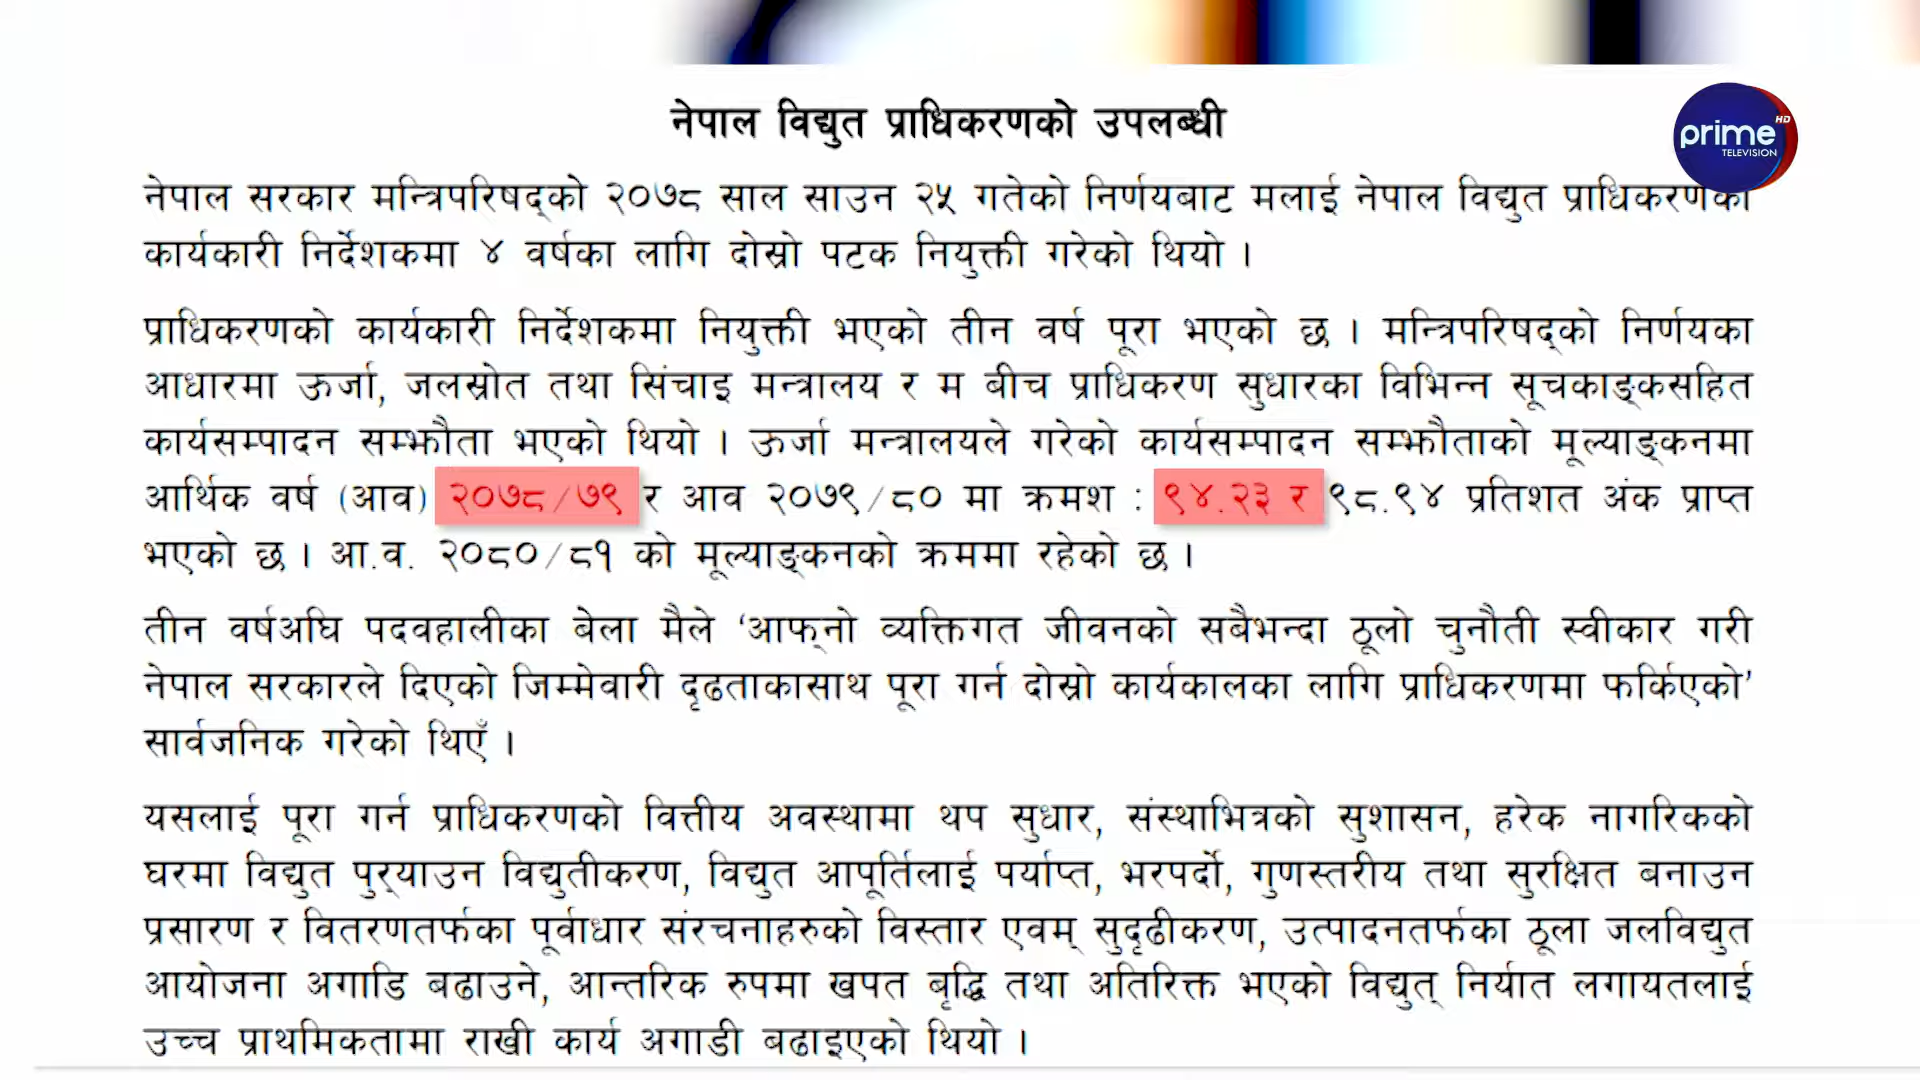 नेपाल विद्युत प्राधिकरणको उपलब्धी
prime HD
TELEVISION
नेपाल सरकार मन्त्रिपरिषद्को २०७८ साल साउन २५ गतेको निर्णयबाट मलाई नेपाल विद्युत प्राधिकरणको
कार्यकारी निर्देशकमा ४ वर्षका लागि दोस्रो पटक नियुक्ती गरेको थियो ।
प्राधिकरणको कार्यकारी निर्देशकमा नियुक्ती भएको तीन वर्ष पूरा भएको छ । मन्त्रिपरिषद्को निर्णयका
आधारमा ऊर्जा, जलस्रोत तथा सिंचाइ मन्त्रालय र म बीच प्राधिकरण सुधारका विभिन्न सूचकाङ्कसहित
कार्यसम्पादन सम्झौता भएको थियो । ऊर्जा मन्त्रालयले गरेको कार्यसम्पादन सम्झौताको मूल्याङ्कनमा
आर्थिक वर्ष (आव) २०७८/७९ र आव २०७९/८० मा क्रमश : ९४.२३ र ९८.९४ प्रतिशत अंक प्राप्त
भएको छ । आ.व. २०८०/८१ को मूल्याङ्कनको क्रममा रहेको छ ।
तीन वर्षअघि पदवहालीका बेला मैले ‘आफ्नो व्यक्तिगत जीवनको सबैभन्दा ठूलो चुनौती स्वीकार गरी
नेपाल सरकारले दिएको जिम्मेवारी दृढताकासाथ पूरा गर्न दोस्रो कार्यकालका लागि प्राधिकरणमा फर्किएको’
सार्वजनिक गरेको थिएँ ।
यसलाई पूरा गर्न प्राधिकरणको वित्तीय अवस्थामा थप सुधार, संस्थाभित्रको सुशासन, हरेक नागरिकको
घरमा विद्युत पुर्‍याउन विद्युतीकरण, विद्युत आपूर्तिलाई पर्याप्त, भरपर्दो, गुणस्तरीय तथा सुरक्षित बनाउन
प्रसारण र वितरणतर्फका पूर्वाधार संरचनाहरुको विस्तार एवम् सुदृढीकरण, उत्पादनतर्फका ठूला जलविद्युत
आयोजना अगाडि बढाउने, आन्तरिक रुपमा खपत बृद्धि तथा अतिरिक्त भएको विद्युत् निर्यात लगायतलाई
उच्च प्राथमिकतामा राखी कार्य अगाडी बढाइएको थियो ।